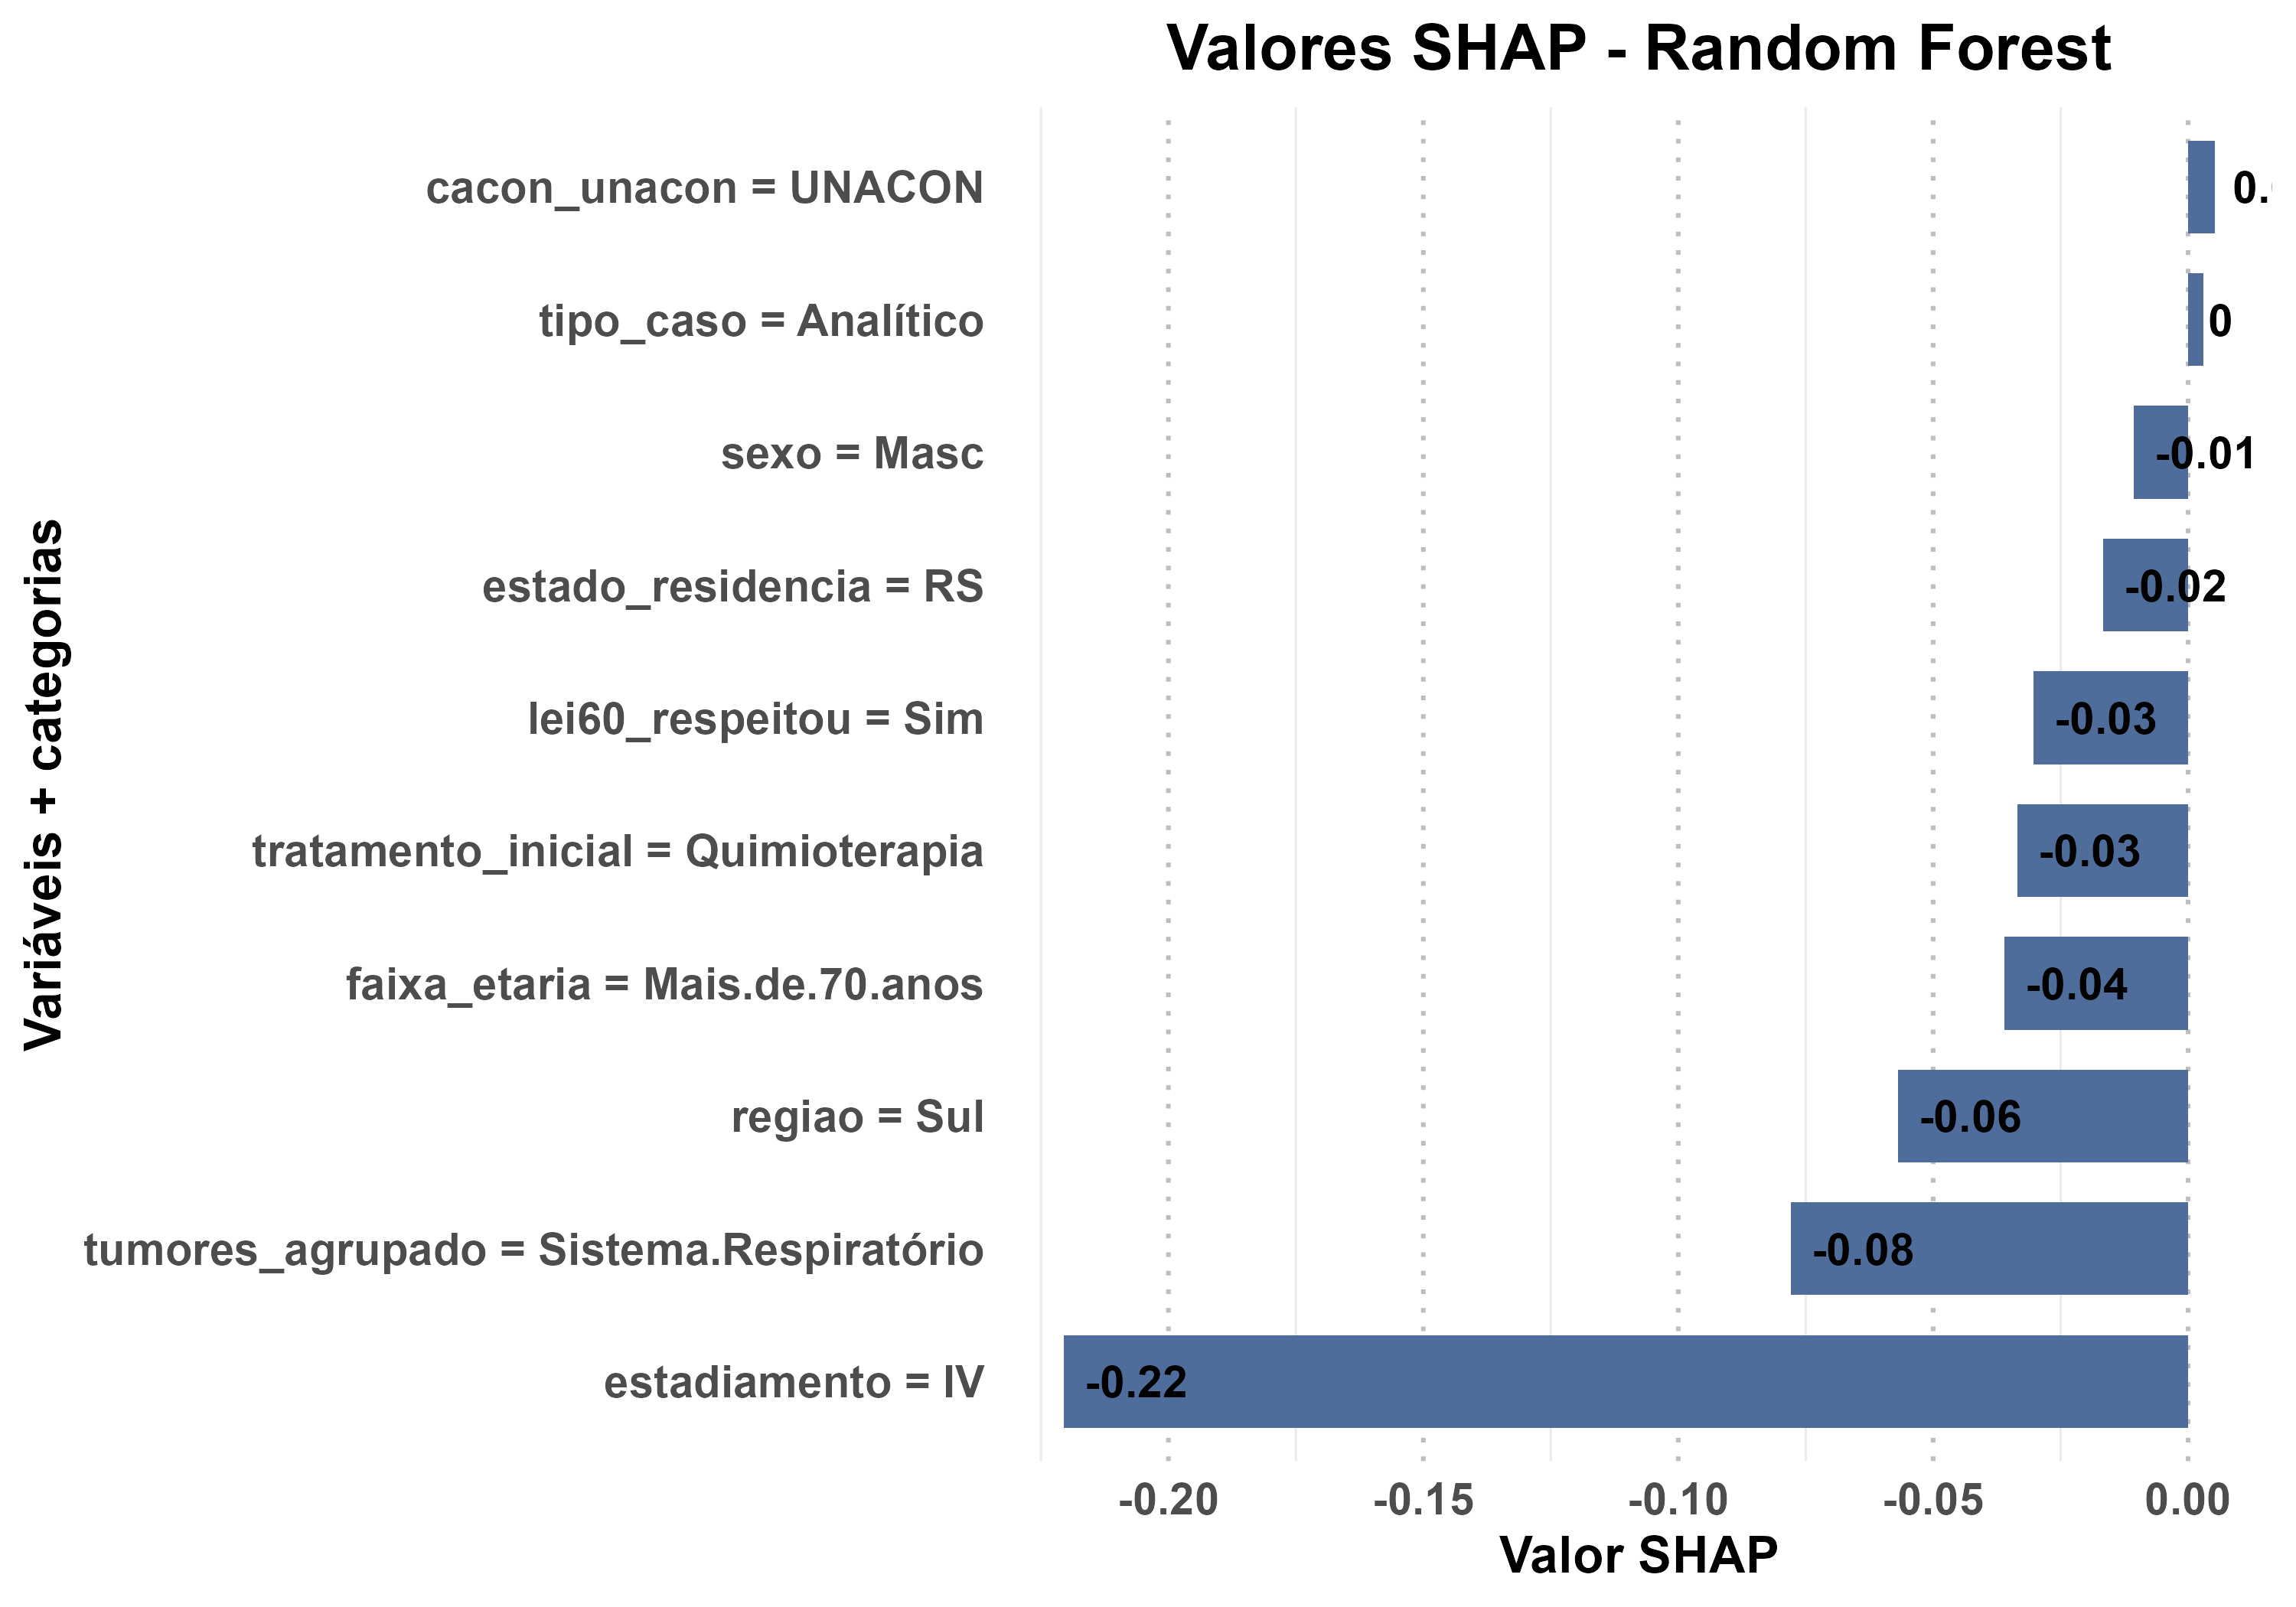 Valores SHAP - Random Forest
Variáveis + categorias
cacon_unacon = UNACON
tipo_caso = Analítico
0
sexo = Masc
-0.01
estado_residencia = RS
-0.02
lei60_respeitou = Sim
-0.03
tratamento_inicial = Quimioterapia
-0.03
faixa_etaria = Mais.de.70.anos
-0.04
regiao = Sul
-0.06
tumores_agrupado = Sistema.Respiratório
-0.08
estadiamento = IV
-0.22
-0.20 -0.15 -0.10 -0.05 0.00
Valor SHAP